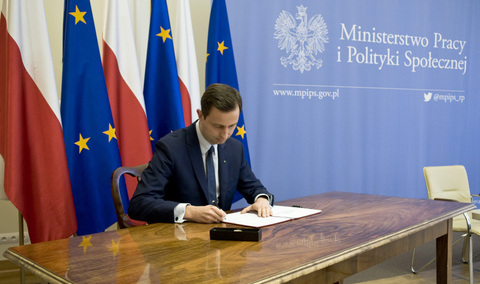 Ministerstwo Pracy
i Polityki Społecznej
www.mpips.gov.pl
@mpips_rp